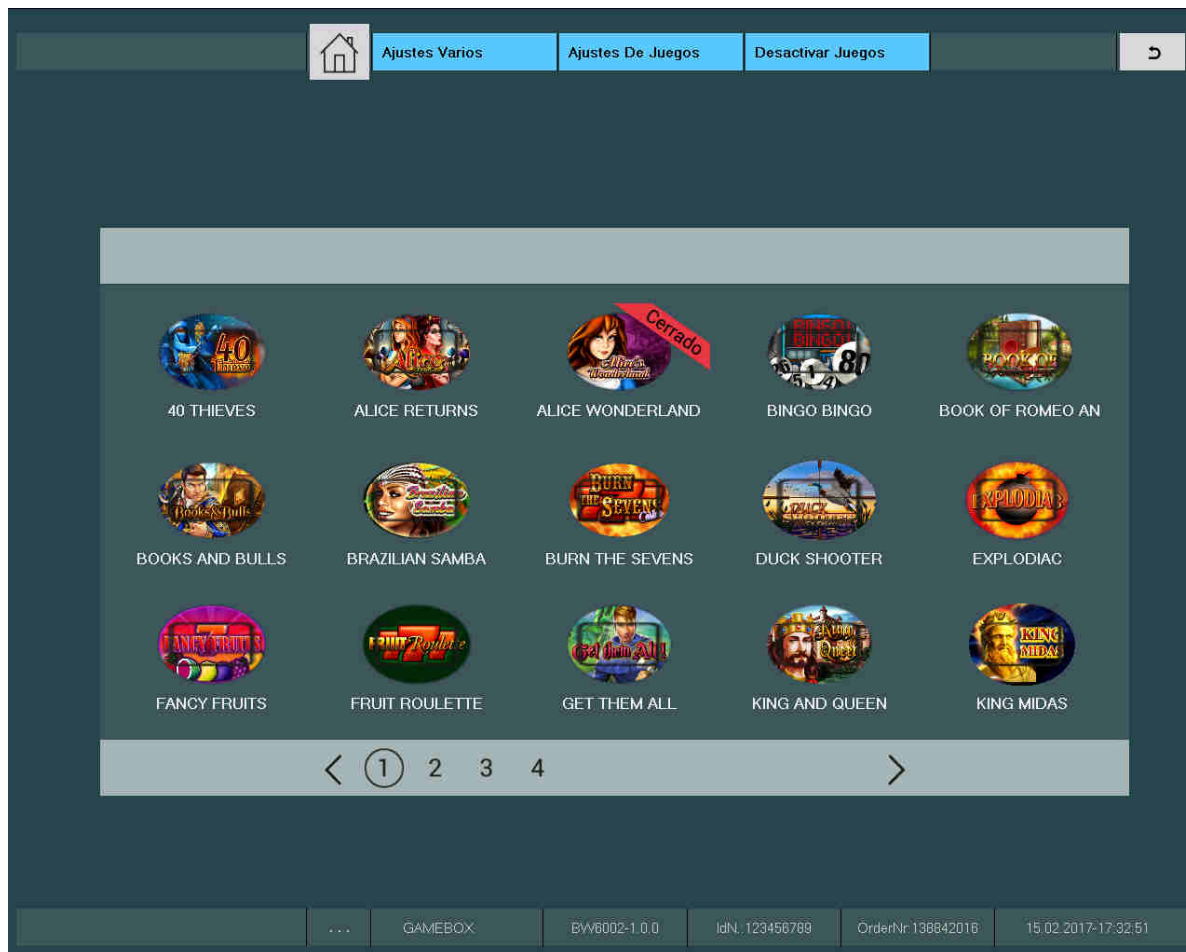 Ajustes Varios
Ajustes De Juegos
Desactivar Juegos
Cerrado
40 THIEVES
ALICE RETURNS
ALICE WONDERLAND
BINGO BINGO
BOOK OF ROMEO AN
BOOKS AND BULLS
BRAZILIAN SAMBA
BURN THE SEVENS
DUCK SHOOTER
EXPLODIAC
FANCY FRUITS
FRUIT ROULETTE
GET THEM ALL
KING AND QUEEN
KING MIDAS
1 2 3 4
... GAMEBOX BW6002-1.0.0 IdN.:123456789 OrderNr:138842016 15.02.2017-17:32:51